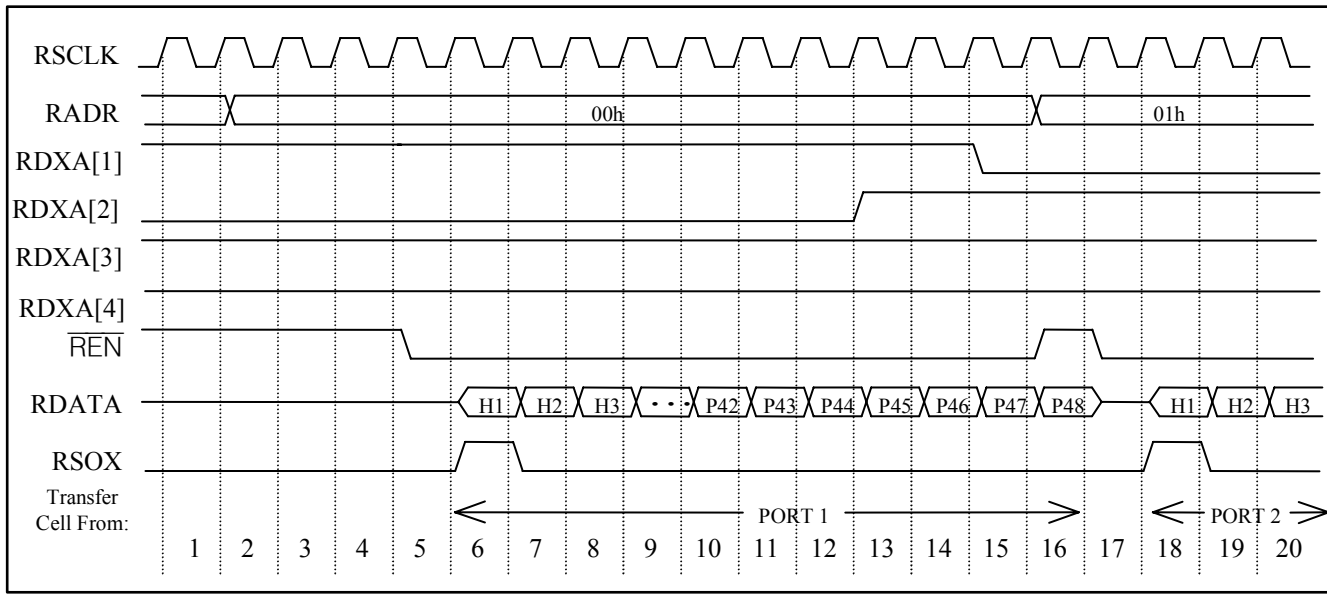 RSCLK
RADR 00h 01h
RDXA[1]
RDXA[2]
RDXA[3]
RDXA[4]
REN
RDATA H1 H2 H3 ... P42 P43 P44 P45 P46 P47 P48 H1 H2 H3
RSOX
Transfer
Cell From: PORT 1 PORT 2
1 2 3 4 5 6 7 8 9 10 11 12 13 14 15 16 17 18 19 20